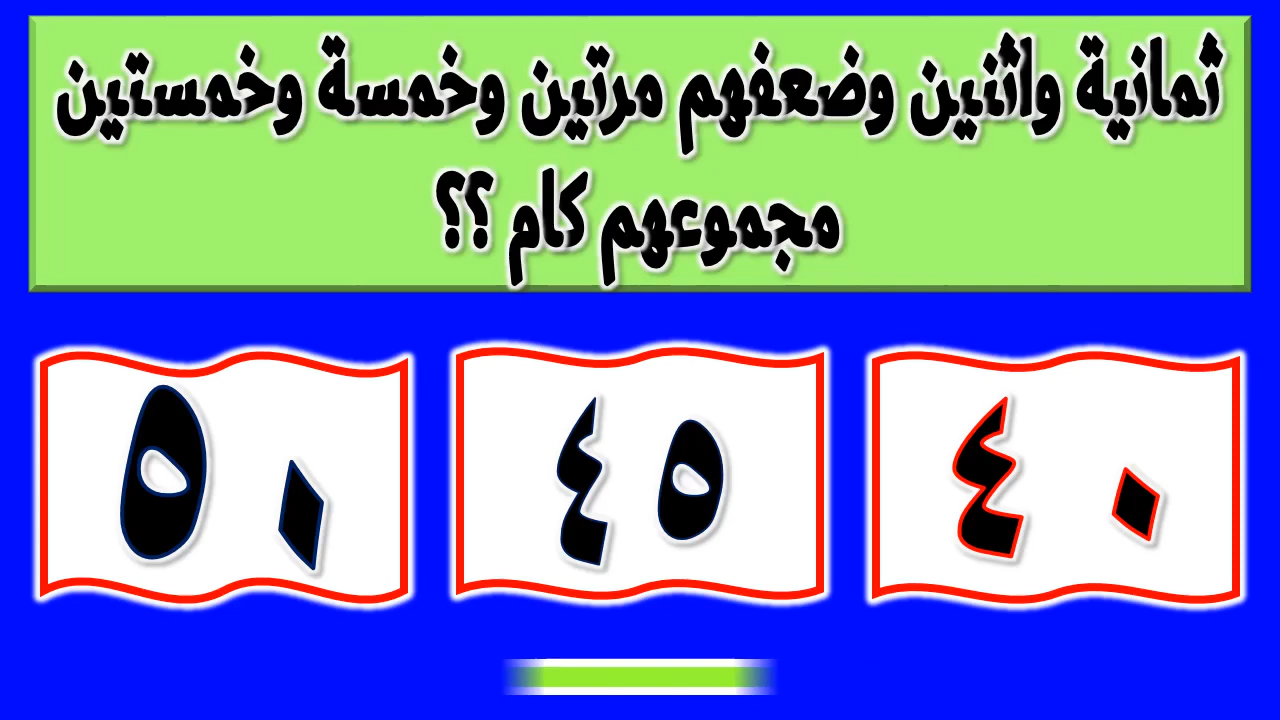 ثمانية واثنين وضعفهم مرتين وخمسة وخمستين
مجموعهم كام ؟؟
٤٠
٤٥
٥٠